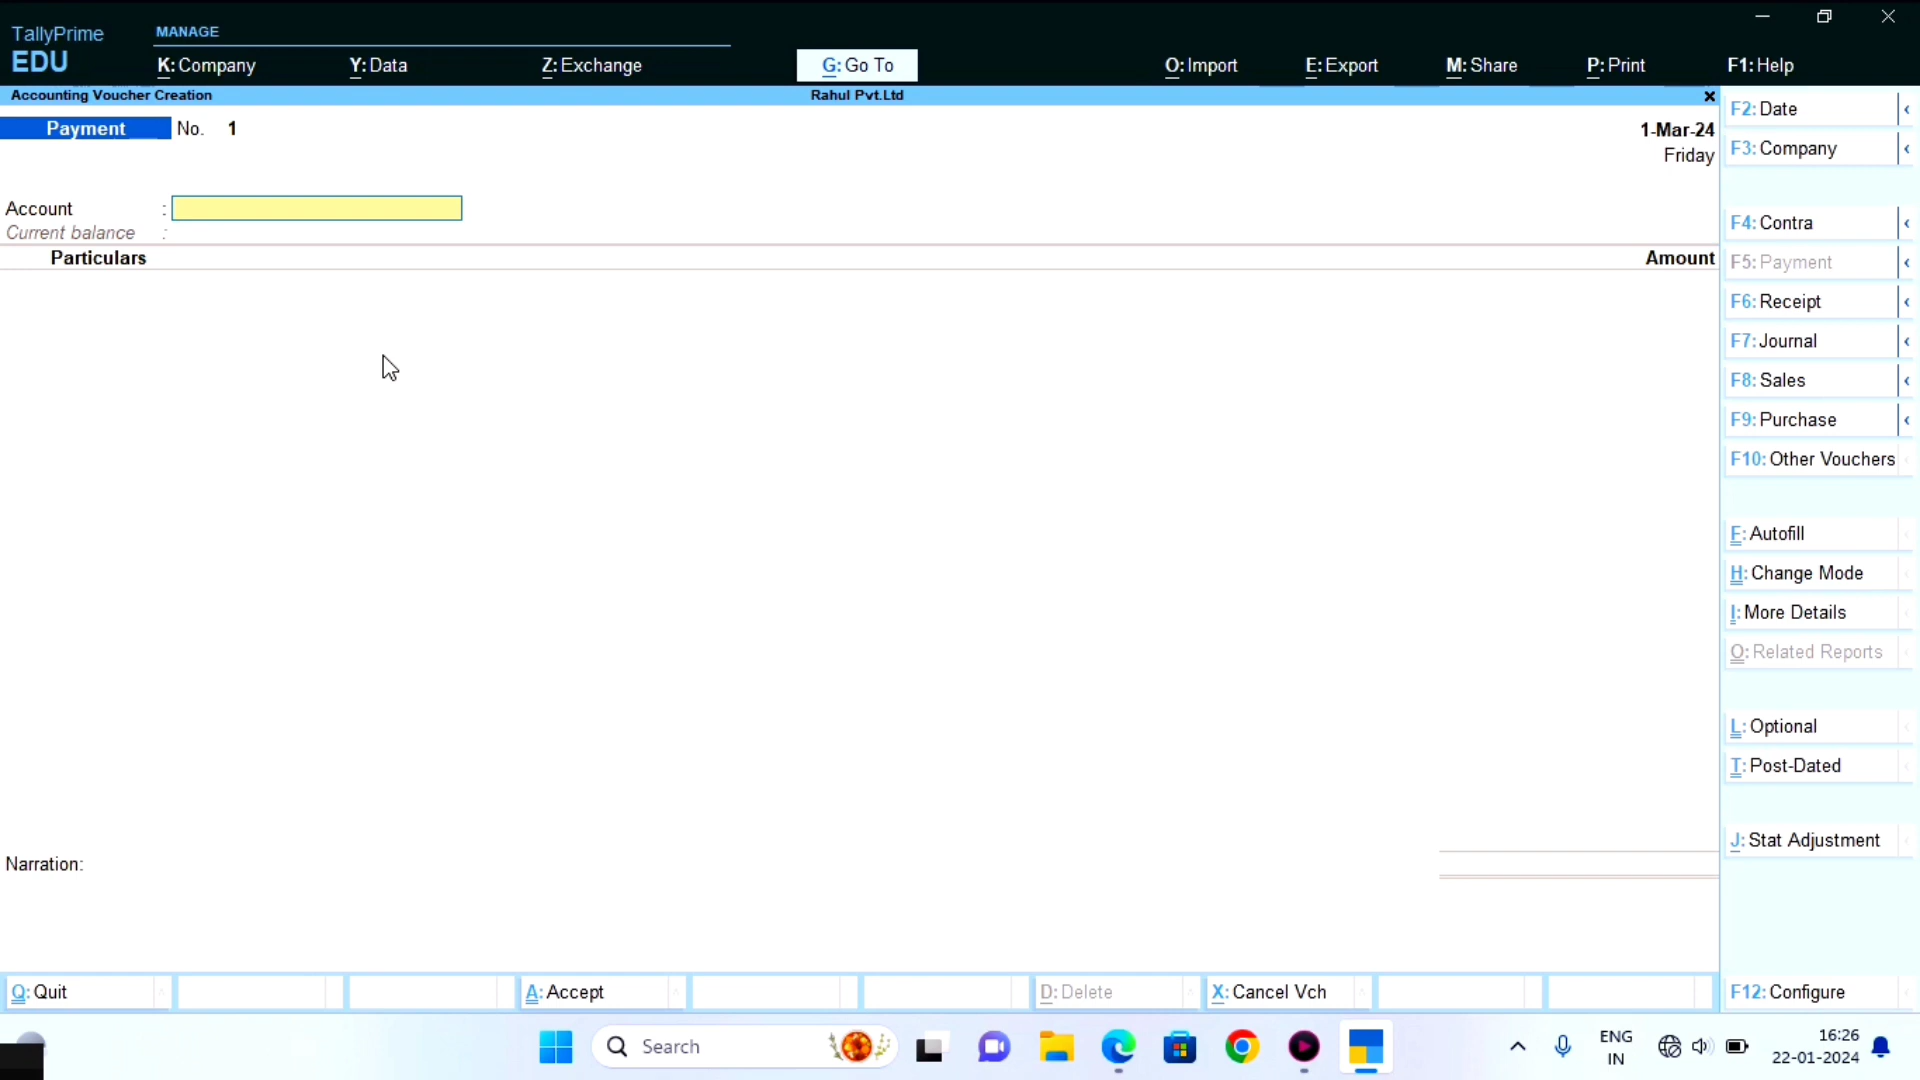 TallyPrime
EDU
MANAGE
K: Company
Y: Data
Z: Exchange
G: Go To
O: Import
E: Export
M: Share
P: Print
F1: Help
Accounting Voucher Creation
Rahul Pvt.Ltd
Payment No. 1
1-Mar-24
Friday
Account :
Current balance :
Particulars
Amount
Narration:
F2: Date
F3: Company
F4: Contra
F5: Payment
F6: Receipt
F7: Journal
F8: Sales
F9: Purchase
F10: Other Vouchers
F: Autofill
H: Change Mode
I: More Details
O: Related Reports
L: Optional
T: Post-Dated
J: Stat Adjustment
Q: Quit
A: Accept
D: Delete
X: Cancel Vch
F12: Configure
Search
ENG
IN
16:26
22-01-2024